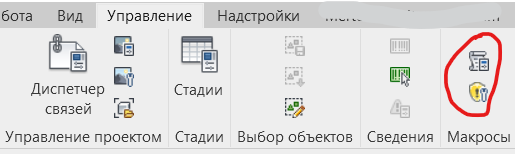 бота Вид Управление Надстройки
Диспетчер
связей
Стадии
Управление проектом Стадии Выбор объектов Сведения Макросы